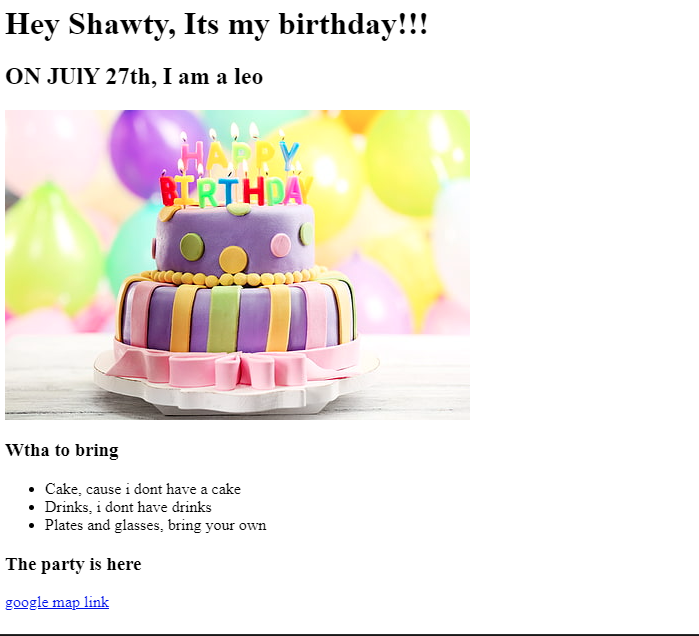 Hey Shawty, Its my birthday!!!
ON JUlY 27th, I am a leo
HAPPY
BIRTHDAY
Wtha to bring
Cake, cause i dont have a cake
Drinks, i dont have drinks
Plates and glasses, bring your own
The party is here
google map link